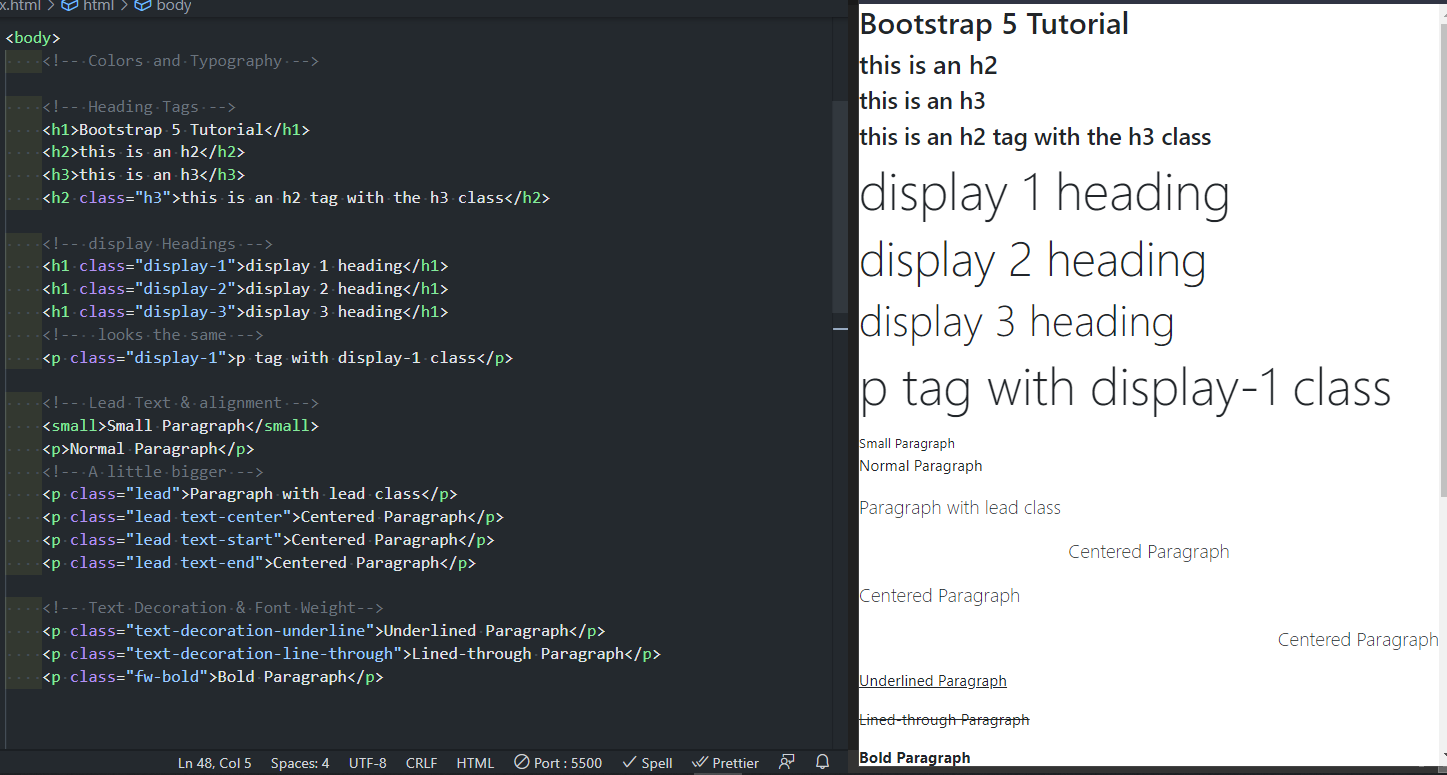 x.html > html > body
<body>
<!-- Colors and Typography -->
<!-- Heading Tags -->
<h1>Bootstrap 5 Tutorial</h1>
<h2>this is an h2</h2>
<h3>this is an h3</h3>
<h2 class="h3">this is an h2 tag with the h3 class</h2>
<!-- display Headings -->
<h1 class="display-1">display 1 heading</h1>
<h1 class="display-2">display 2 heading</h1>
<h1 class="display-3">display 3 heading</h1>
<!-- looks the same -->
<p class="display-1">p tag with display-1 class</p>
<!-- Lead Text & alignment -->
<small>Small Paragraph</small>
<p>Normal Paragraph</p>
<!-- A little bigger -->
<p class="lead">Paragraph with lead class</p>
<p class="lead text-center">Centered Paragraph</p>
<p class="lead text-start">Centered Paragraph</p>
<p class="lead text-end">Centered Paragraph</p>
<!-- Text Decoration & Font Weight-->
<p class="text-decoration-underline">Underlined Paragraph</p>
<p class="text-decoration-line-through">Lined-through Paragraph</p>
<p class="fw-bold">Bold Paragraph</p>
Ln 48, Col 5 Spaces: 4 UTF-8 CRLF HTML Port : 5500 Spell Prettier
Bootstrap 5 Tutorial
this is an h2
this is an h3
this is an h2 tag with the h3 class
display 1 heading
display 2 heading
display 3 heading
p tag with display-1 class
Small Paragraph
Normal Paragraph
Paragraph with lead class
Centered Paragraph
Centered Paragraph
Centered Paragraph
Underlined Paragraph
Lined-through Paragraph
Bold Paragraph